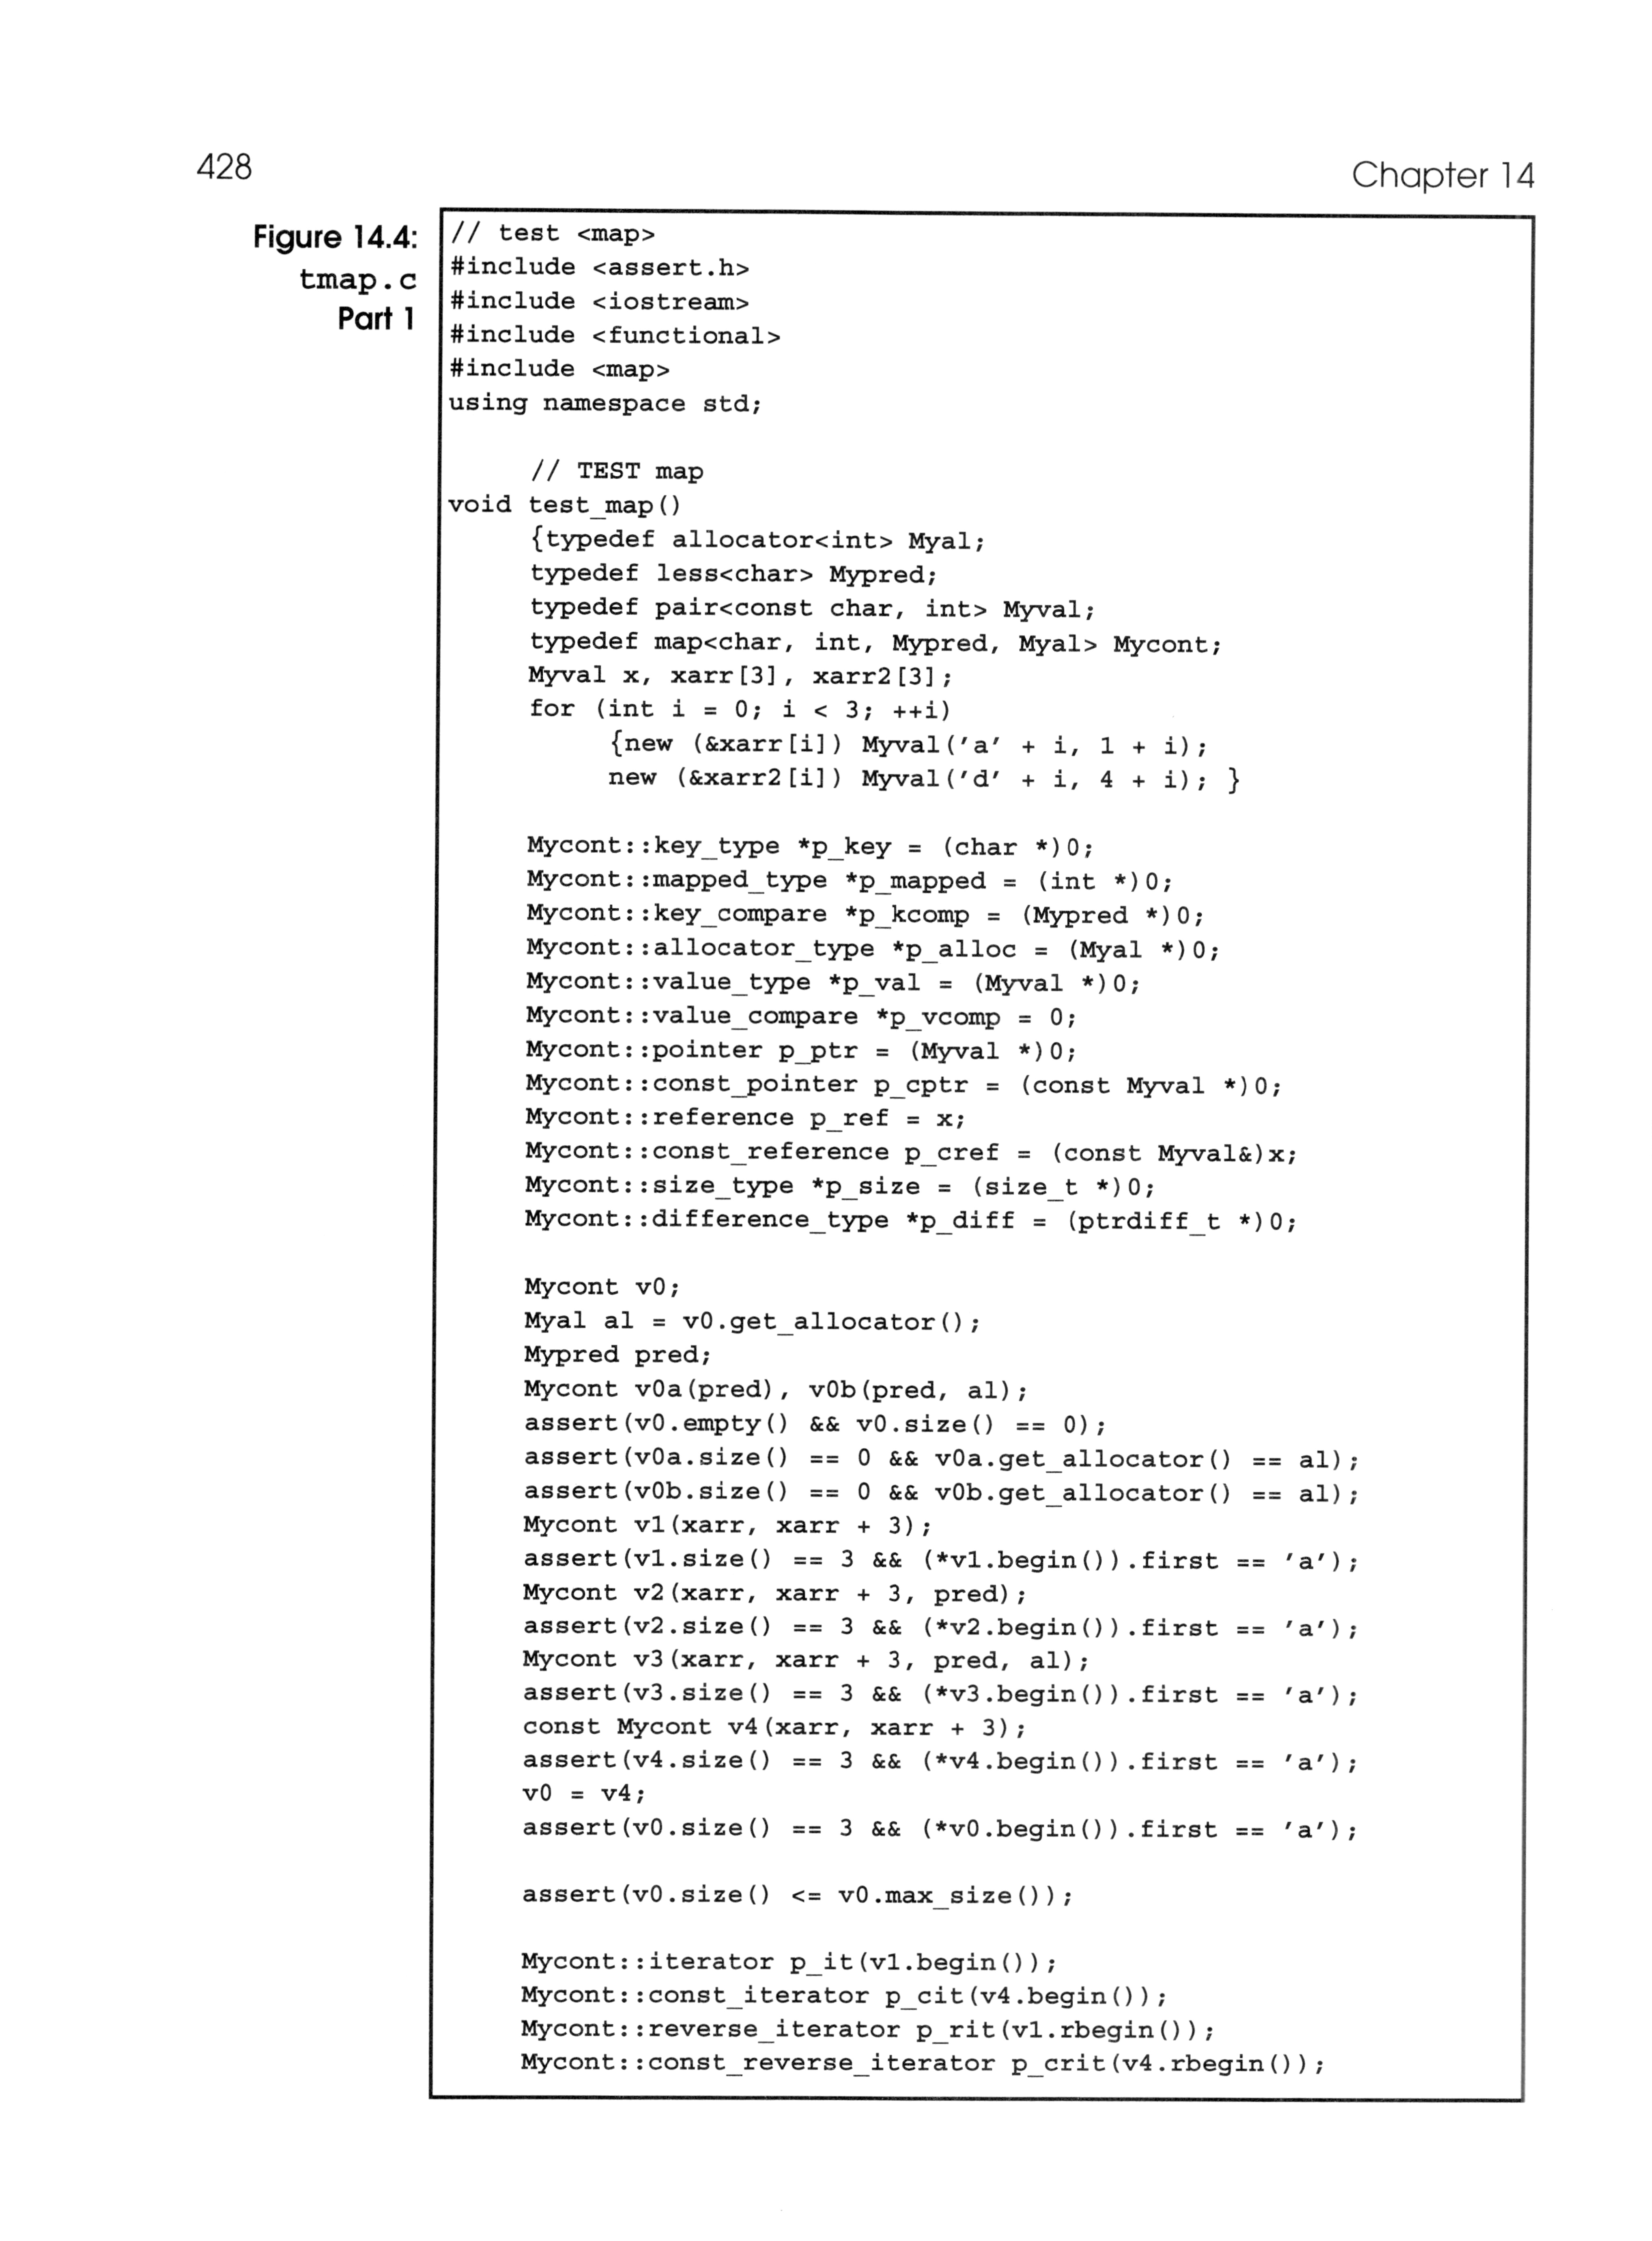 428
Chapter 14
Figure 14.4:
tmap.c
Part 1
// test <map>
#include <assert.h>
#include <iostream>
#include <functional>
#include <map>
using namespace std;
// TEST map
void test_map()
{typedef allocator<int> Myal;
typedef less<char> Mypred;
typedef pair<const char, int> Myval;
typedef map<char, int, Mypred, Myal> Mycont;
Myval x, xarr[3], xarr2[3];
for (int i = 0; i < 3; ++i)
{new (&xarr[i]) Myval('a' + i, 1 + i);
new (&xarr2[i]) Myval('d' + i, 4 + i); }
Mycont::key_type *p_key = (char *)0;
Mycont::mapped_type *p_mapped = (int *)0;
Mycont::key_compare *p_kcomp = (Mypred *)0;
Mycont::allocator_type *p_alloc = (Myal *)0;
Mycont::value_type *p_val = (Myval *)0;
Mycont::value_compare *p_vcomp = 0;
Mycont::pointer p_ptr = (Myval *)0;
Mycont::const_pointer p_cptr = (const Myval *)0;
Mycont::reference p_ref = x;
Mycont::const_reference p_cref = (const Myval&)x;
Mycont::size_type *p_size = (size_t *)0;
Mycont::difference_type *p_diff = (ptrdiff_t *)0;
Mycont v0;
Myal al = v0.get_allocator();
Mypred pred;
Mycont v0a(pred), v0b(pred, al);
assert(v0.empty() && v0.size() == 0);
assert(v0a.size() == 0 && v0a.get_allocator() == al);
assert(v0b.size() == 0 && v0b.get_allocator() == al);
Mycont v1(xarr, xarr + 3);
assert(v1.size() == 3 && (*v1.begin()).first == 'a');
Mycont v2(xarr, xarr + 3, pred);
assert(v2.size() == 3 && (*v2.begin()).first == 'a');
Mycont v3(xarr, xarr + 3, pred, al);
assert(v3.size() == 3 && (*v3.begin()).first == 'a');
const Mycont v4(xarr, xarr + 3);
assert(v4.size() == 3 && (*v4.begin()).first == 'a');
v0 = v4;
assert(v0.size() == 3 && (*v0.begin()).first == 'a');
assert(v0.size() <= v0.max_size());
Mycont::iterator p_it(v1.begin());
Mycont::const_iterator p_cit(v4.begin());
Mycont::reverse_iterator p_rit(v1.rbegin());
Mycont::const_reverse_iterator p_crit(v4.rbegin());